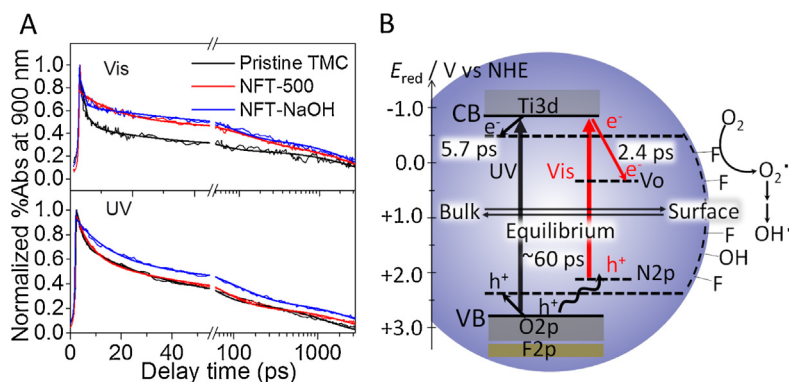 A
Vis
Pristine TMC
NFT-500
NFT-NaOH
1.0
0.8
0.6
0.4
0.2
0.0
UV
1.0
0.8
0.6
0.4
0.2
0.0
0 20 40 100 1000
Normalized %Abs at 900 nm
Delay time (ps)
B
Ered / V vs NHE
-1.0
0.0
+1.0
+2.0
+3.0
CB
Ti3d
e-
5.7 ps
UV
Vis
e-
2.4 ps
e-
Vo
Bulk
Surface
Equilibrium
~60 ps
h+
N2p
h+
h+
VB
O2p
F2p
F
F
F
OH
F
O2
O2•
OH•